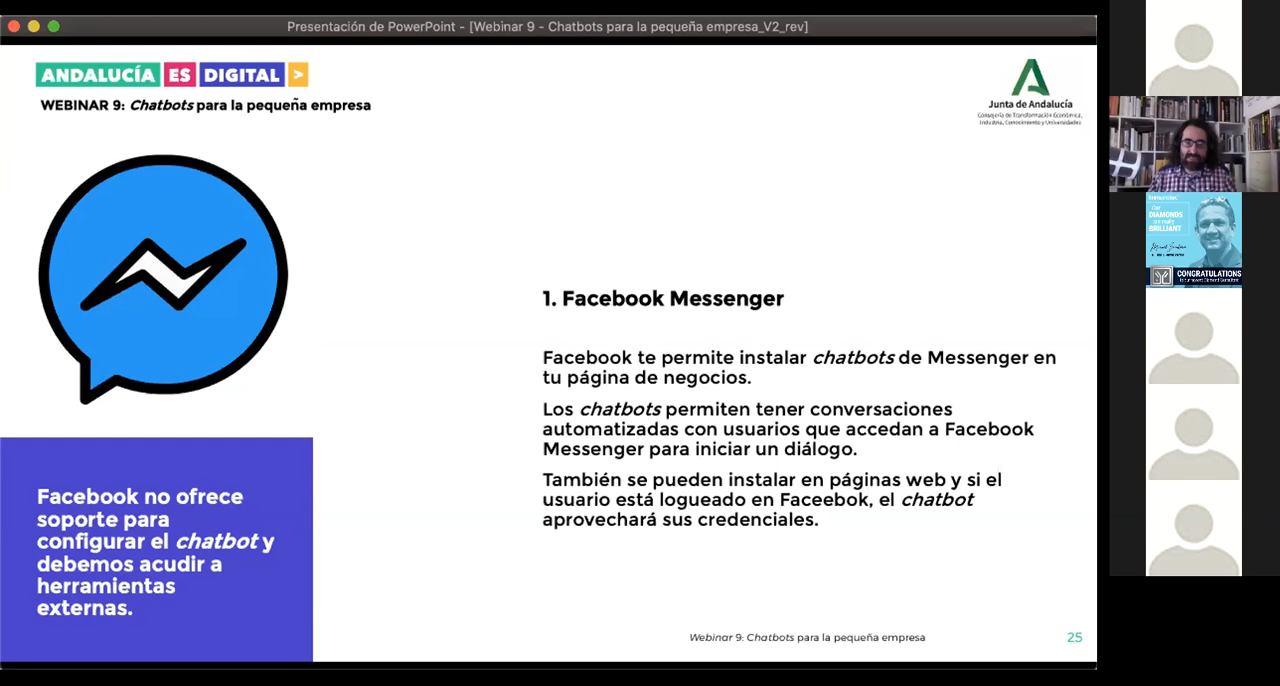 Presentación de PowerPoint - [Webinar 9 - Chatbots para la pequeña empresa_V2_rev]
ANDALUCÍA ES DIGITAL >
WEBINAR 9: Chatbots para la pequeña empresa
Junta de Andalucía
Consejería de Transformación Económica,
Industria, Conocimiento y Universidades
1. Facebook Messenger
Facebook te permite instalar chatbots de Messenger en
tu página de negocios.
Los chatbots permiten tener conversaciones
automatizadas con usuarios que accedan a Facebook
Messenger para iniciar un diálogo.
También se pueden instalar en páginas web y si el
usuario está logueado en Faceebok, el chatbot
aprovechará sus credenciales.
Facebook no ofrece
soporte para
configurar el chatbot y
debemos acudir a
herramientas
externas.
Webinar 9: Chatbots para la pequeña empresa
25
DIAMONDS
BRILLIANT
CONGRATULATIONS